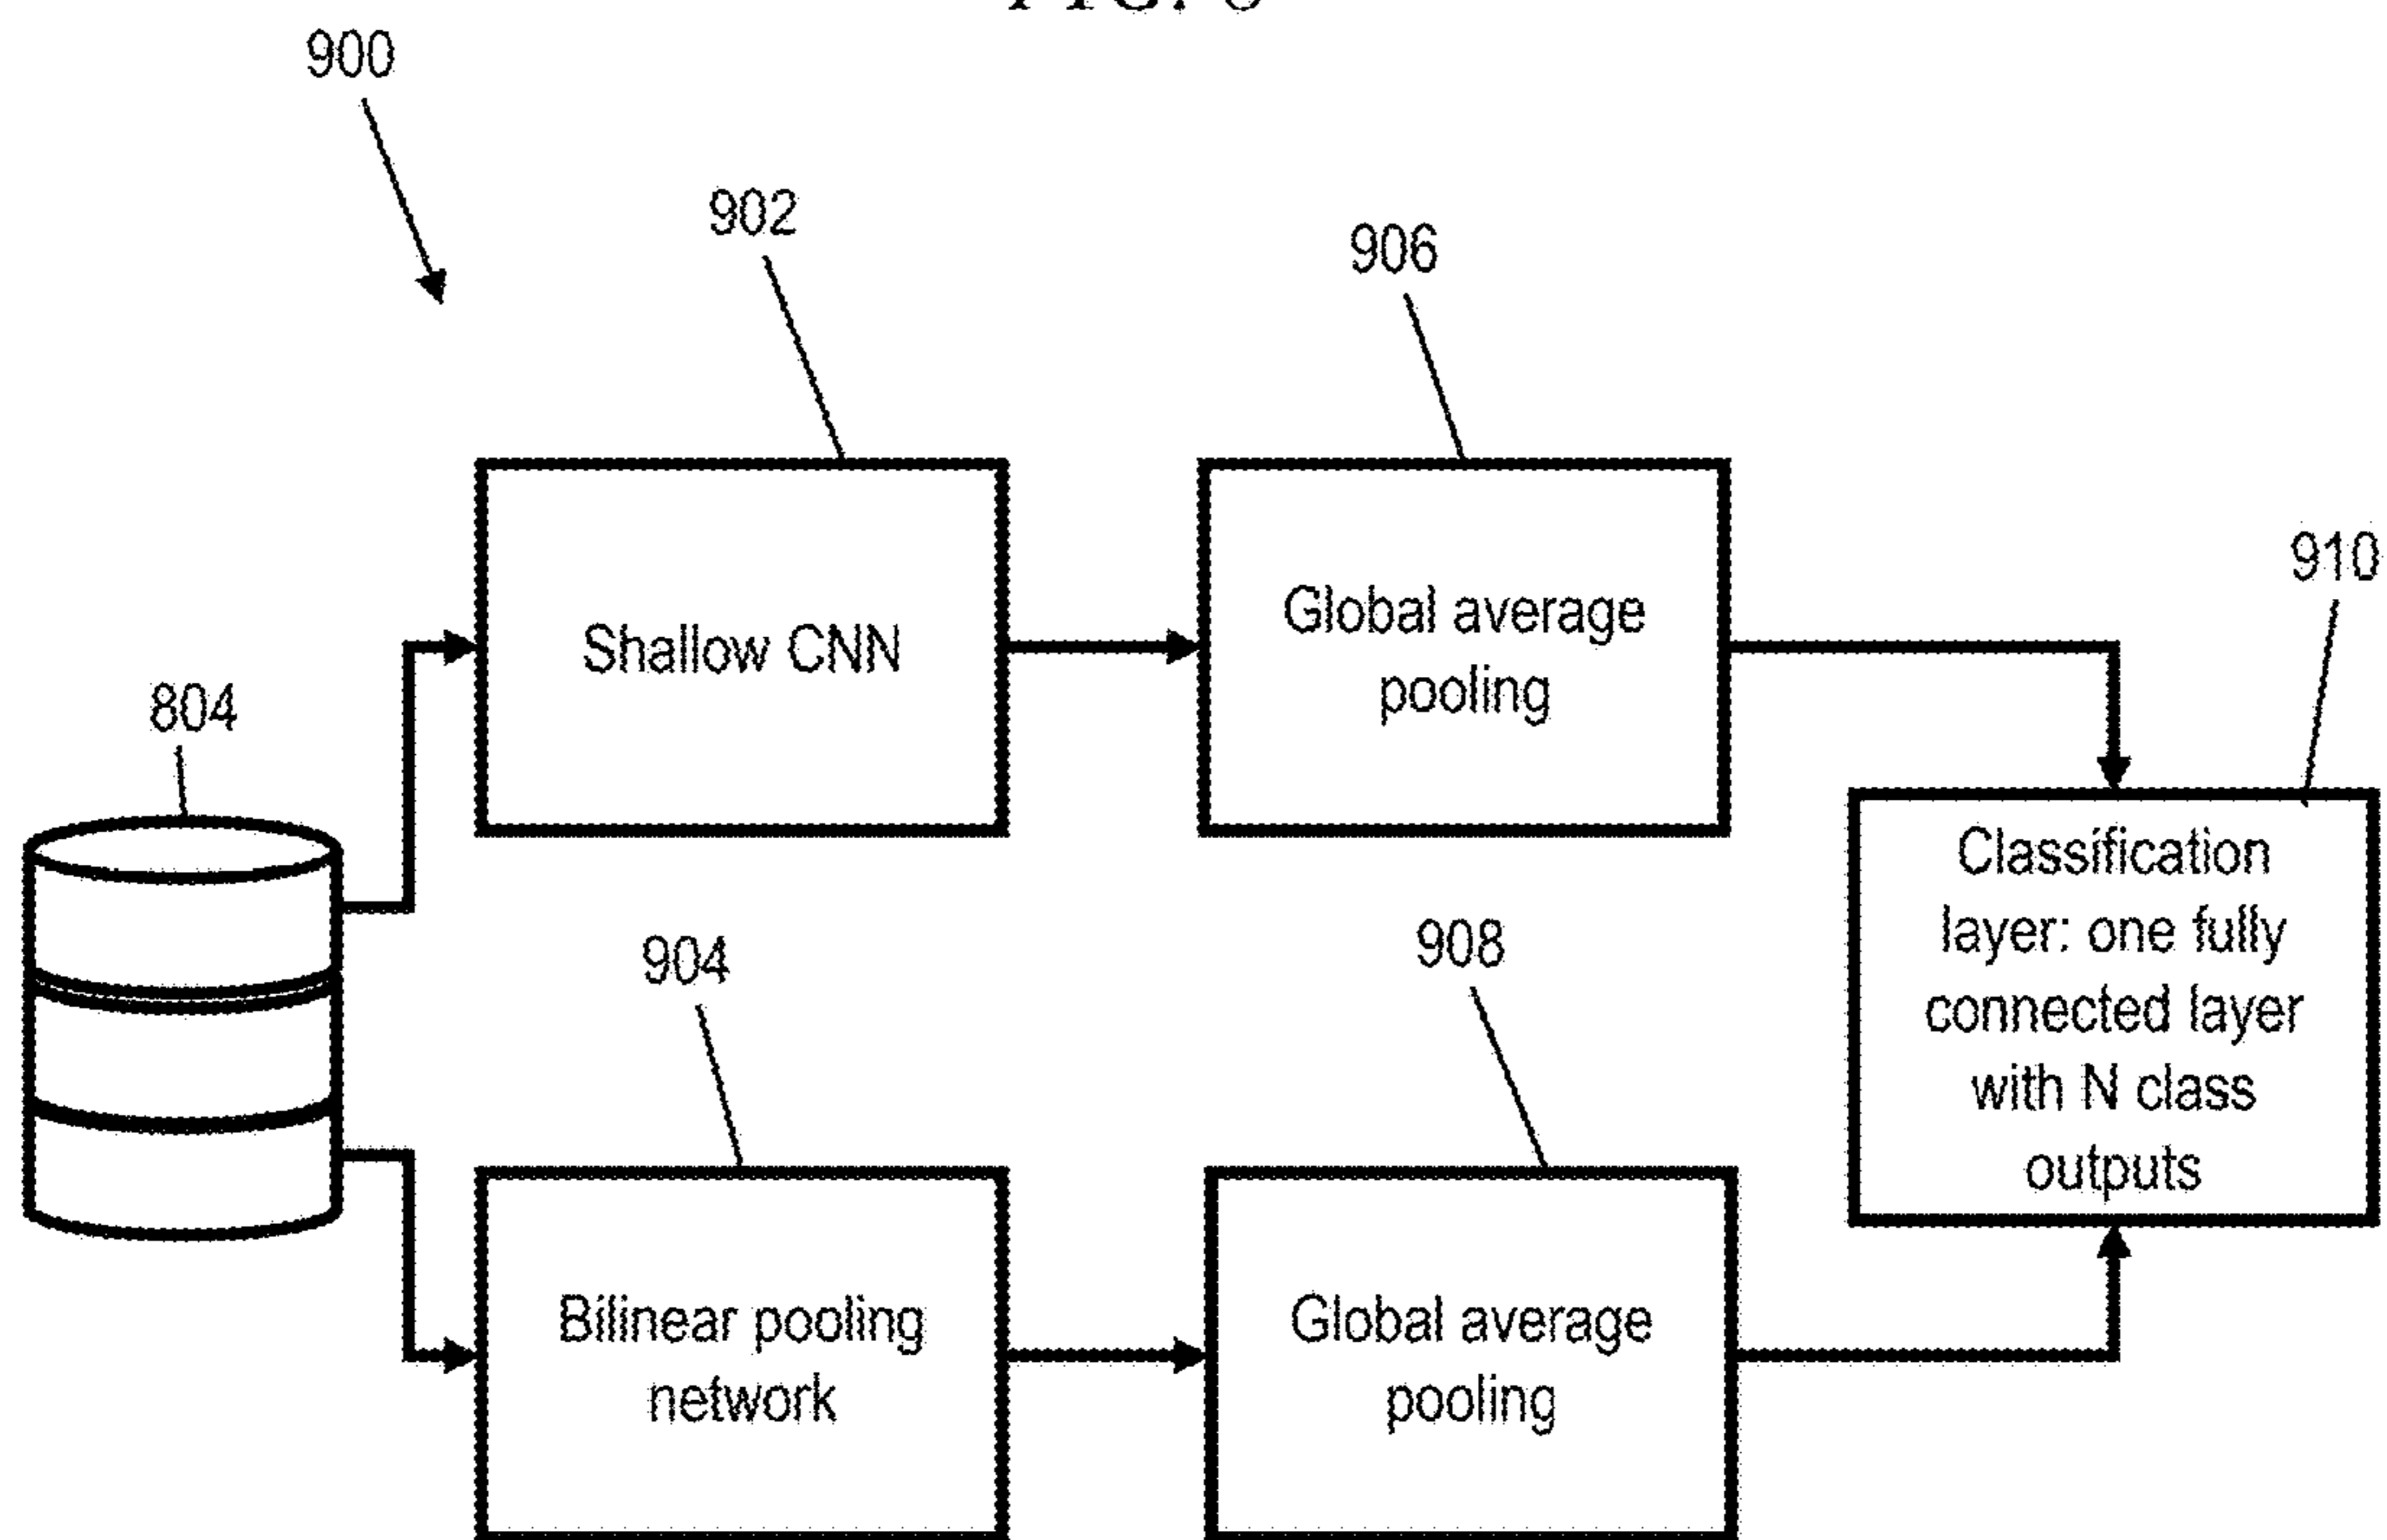 900
902
906
910
Shallow CNN
Global average
pooling
804
Classification
layer: one fully
connected layer
with N class
outputs
904
908
Bilinear pooling
network
Global average
pooling